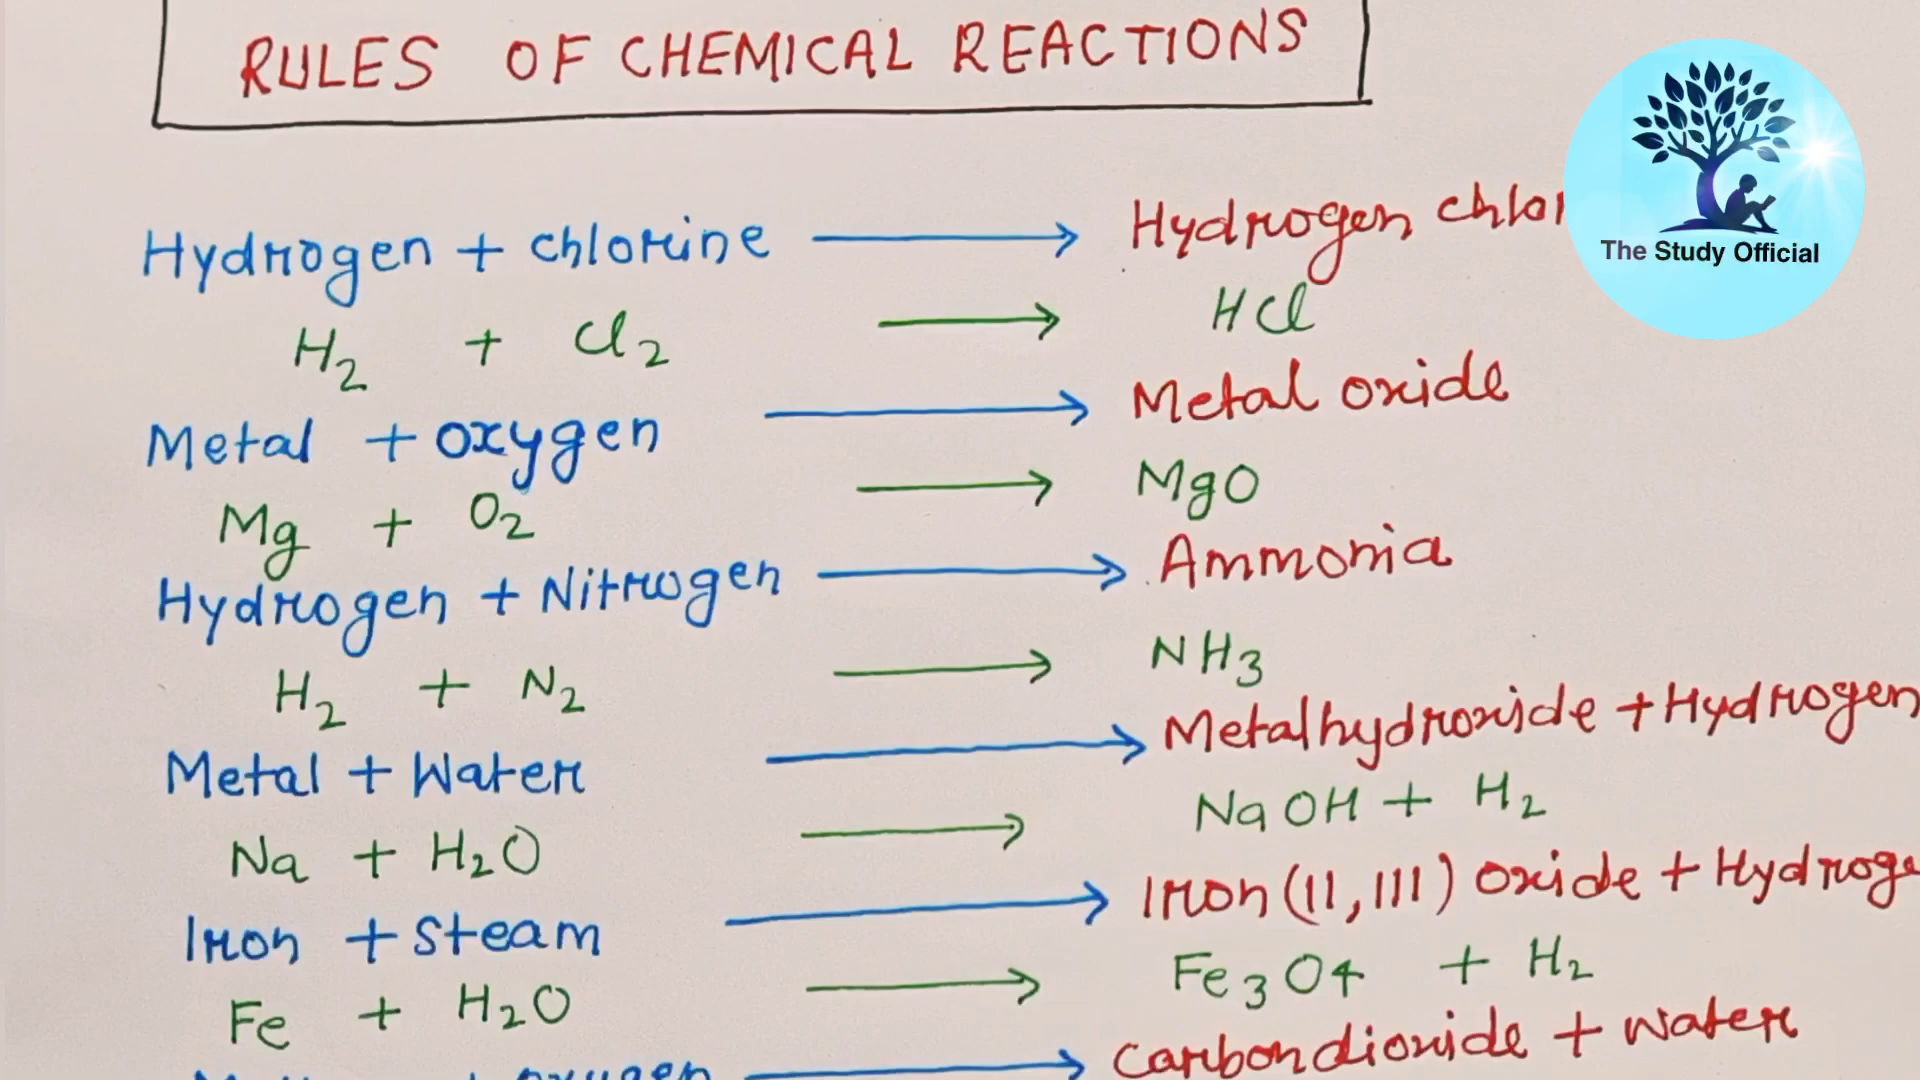 RULES OF CHEMICAL REACTIONS
The Study Official
Hydrogen + chlorine → Hydrogen chlor
H₂ + Cl₂ → HCl
Metal + oxygen → Metal oxide
Mg + O₂ → MgO
Hydrogen + Nitrogen → Ammonia
H₂ + N₂ → NH₃
Metal + Water → Metalhydroxide + Hydrogen
Na + H₂O → NaOH + H₂
Iron + Steam → Iron (II, III) oxide + Hydroge
Fe + H₂O → Fe₃O₄ + H₂
+ oxygen → carbondioxide + water